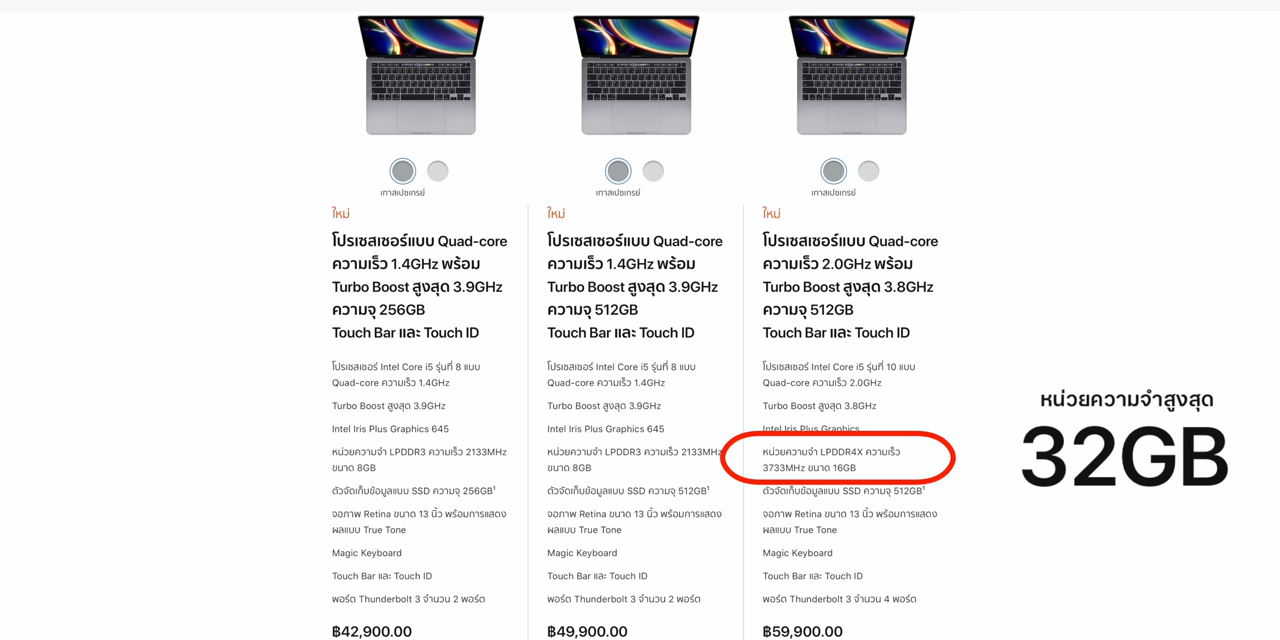 เทาสเปซเกรย์
ใหม่
โปรเซสเซอร์แบบ Quad-core
ความเร็ว 1.4GHz พร้อม
Turbo Boost สูงสุด 3.9GHz
ความจุ 256GB
Touch Bar และ Touch ID
โปรเซสเซอร์ Intel Core i5 รุ่นที่ 8 แบบ
Quad-core ความเร็ว 1.4GHz
Turbo Boost สูงสุด 3.9GHz
Intel Iris Plus Graphics 645
หน่วยความจำ LPDDR3 ความเร็ว 2133MHz
ขนาด 8GB
ตัวจัดเก็บข้อมูลแบบ SSD ความจุ 256GB¹
จอภาพ Retina ขนาด 13 นิ้ว พร้อมการแสดง
ผลแบบ True Tone
Magic Keyboard
Touch Bar และ Touch ID
พอร์ต Thunderbolt 3 จำนวน 2 พอร์ต
฿42,900.00
เทาสเปซเกรย์
ใหม่
โปรเซสเซอร์แบบ Quad-core
ความเร็ว 1.4GHz พร้อม
Turbo Boost สูงสุด 3.9GHz
ความจุ 512GB
Touch Bar และ Touch ID
โปรเซสเซอร์ Intel Core i5 รุ่นที่ 8 แบบ
Quad-core ความเร็ว 1.4GHz
Turbo Boost สูงสุด 3.9GHz
Intel Iris Plus Graphics 645
หน่วยความจำ LPDDR3 ความเร็ว 2133MHz
ขนาด 8GB
ตัวจัดเก็บข้อมูลแบบ SSD ความจุ 512GB¹
จอภาพ Retina ขนาด 13 นิ้ว พร้อมการแสดง
ผลแบบ True Tone
Magic Keyboard
Touch Bar และ Touch ID
พอร์ต Thunderbolt 3 จำนวน 2 พอร์ต
฿49,900.00
เทาสเปซเกรย์
ใหม่
โปรเซสเซอร์แบบ Quad-core
ความเร็ว 2.0GHz พร้อม
Turbo Boost สูงสุด 3.8GHz
ความจุ 512GB
Touch Bar และ Touch ID
โปรเซสเซอร์ Intel Core i5 รุ่นที่ 10 แบบ
Quad-core ความเร็ว 2.0GHz
Turbo Boost สูงสุด 3.8GHz
Intel Iris Plus Graphics
หน่วยความจำ LPDDR4X ความเร็ว
3733MHz ขนาด 16GB
ตัวจัดเก็บข้อมูลแบบ SSD ความจุ 512GB¹
จอภาพ Retina ขนาด 13 นิ้ว พร้อมการแสดง
ผลแบบ True Tone
Magic Keyboard
Touch Bar และ Touch ID
พอร์ต Thunderbolt 3 จำนวน 4 พอร์ต
฿59,900.00
หน่วยความจำสูงสุด
32GB